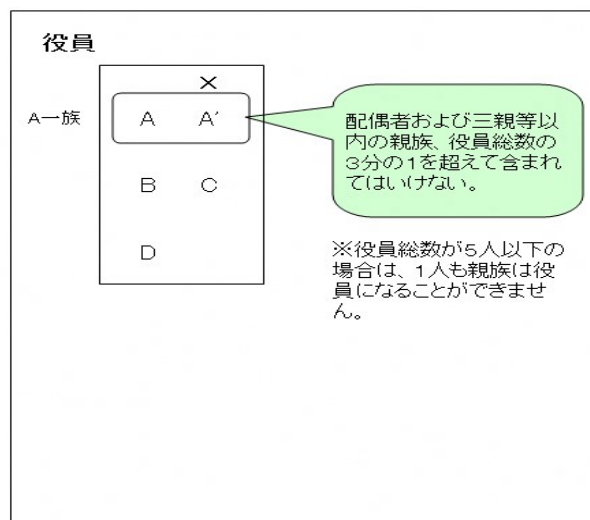 役員
×
A一族
A A′
B C
D
配偶者および三親等以
内の親族、役員総数の
3分の1を超えて含まれ
てはいけない。
※役員総数が5人以下の
場合は、1人も親族は役
員になることができませ
ん。